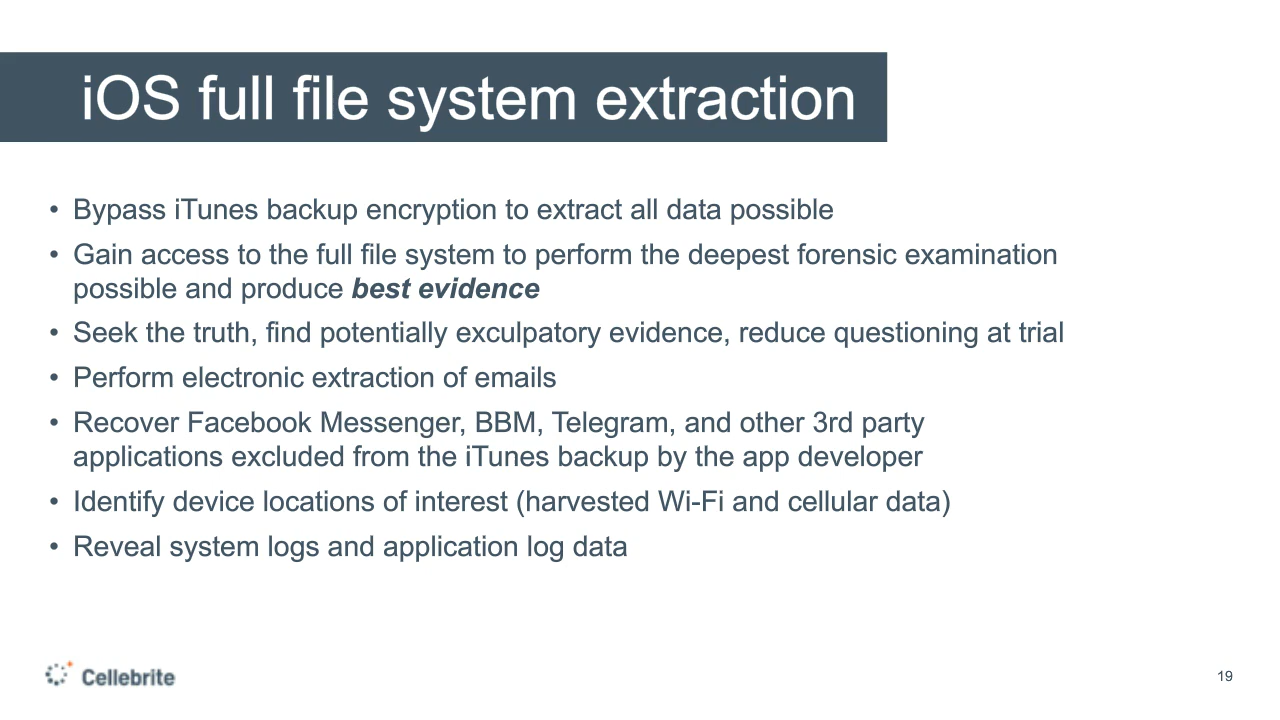 iOS full file system extraction
• Bypass iTunes backup encryption to extract all data possible
• Gain access to the full file system to perform the deepest forensic examination
possible and produce best evidence
• Seek the truth, find potentially exculpatory evidence, reduce questioning at trial
• Perform electronic extraction of emails
• Recover Facebook Messenger, BBM, Telegram, and other 3rd party
applications excluded from the iTunes backup by the app developer
• Identify device locations of interest (harvested Wi-Fi and cellular data)
• Reveal system logs and application log data
Cellebrite
19